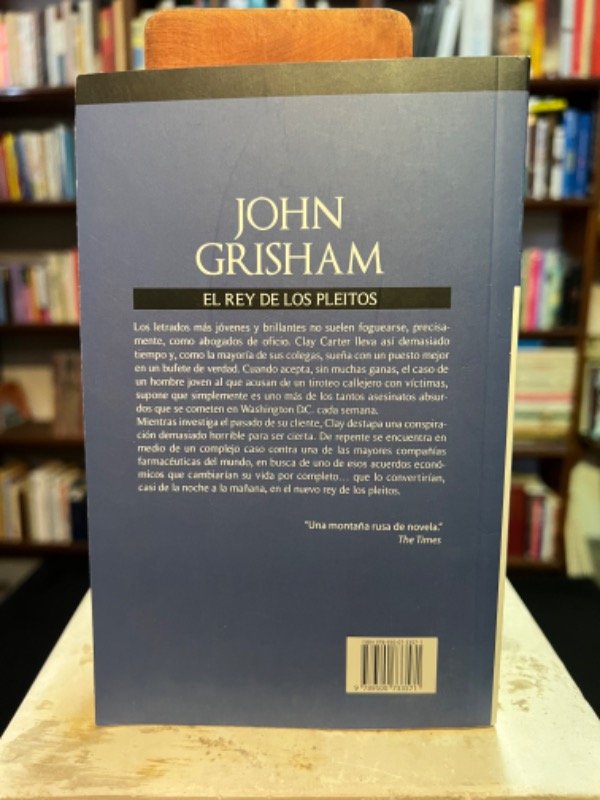 JOHN
GRISHAM
EL REY DE LOS PLEITOS
Los letrados más jóvenes y brillantes no suelen foguearse, precisa-
mente, como abogados de oficio. Clay Carter lleva así demasiado
tiempo y, como la mayoría de sus colegas, sueña con un puesto mejor
en un bufete de verdad. Cuando acepta, sin muchas ganas, el caso de
un hombre joven al que acusan de un tiroteo callejero con víctimas,
supone que simplemente es uno más de los tantos asesinatos absur-
dos que se cometen en Washington D.C. cada semana.
Mientras investiga el pasado de su cliente, Clay destapa una conspira-
ción demasiado horrible para ser cierta. De repente se encuentra en
medio de un complejo caso contra una de las mayores compañías
farmacéuticas del mundo, en busca de uno de esos acuerdos econó-
micos que cambiarían su vida por completo... que lo convertirían,
casi de la noche a la mañana, en el nuevo rey de los pleitos.
"Una montaña rusa de novela."
The Times
ISBN